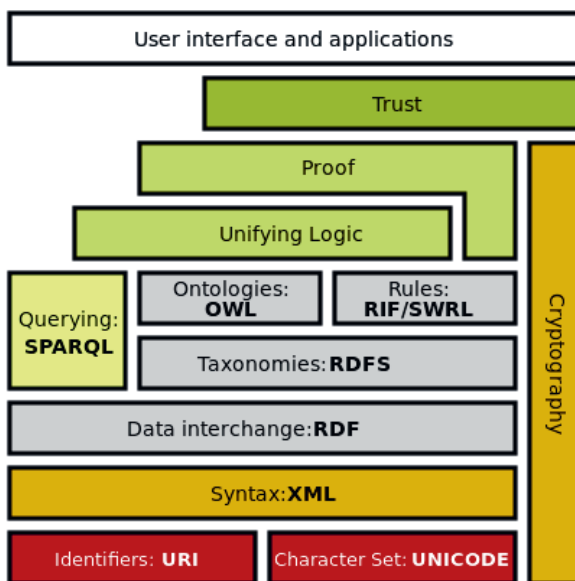 User interface and applications
Trust
Proof
Unifying Logic
Ontologies:
OWL
Rules:
RIF/SWRL
Querying:
SPARQL
Taxonomies: RDFS
Data interchange:RDF
Syntax:XML
Identifiers: URI
Character Set: UNICODE
Cryptography